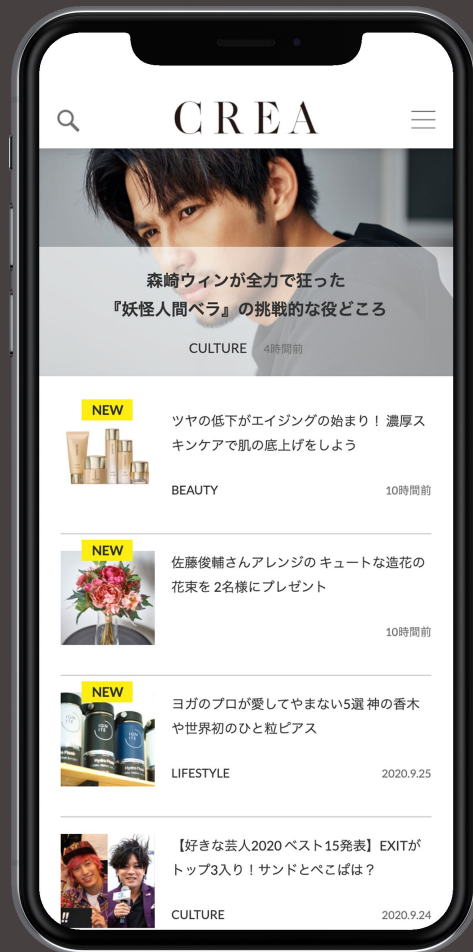 CREA
森崎ウィンが全力で狂った
『妖怪人間ベラ』の挑戦的な役どころ
CULTURE 4時間前
NEW
ツヤの低下がエイジングの始まり！ 濃厚ス
キンケアで肌の底上げをしよう
BEAUTY 10時間前
NEW
佐藤俊輔さんアレンジの キュートな造花の
花束を 2名様にプレゼント
10時間前
NEW
ヨガのプロが愛してやまない5選 神の香木
や世界初のひと粒ピアス
ION
ITE
ION
ITE
ION
ITE
Hydro Flask
LIFESTYLE 2020.9.25
【好きな芸人2020 ベスト15発表】EXITが
トップ3入り！サンドとぺこぱは？
!!
CULTURE 2020.9.24